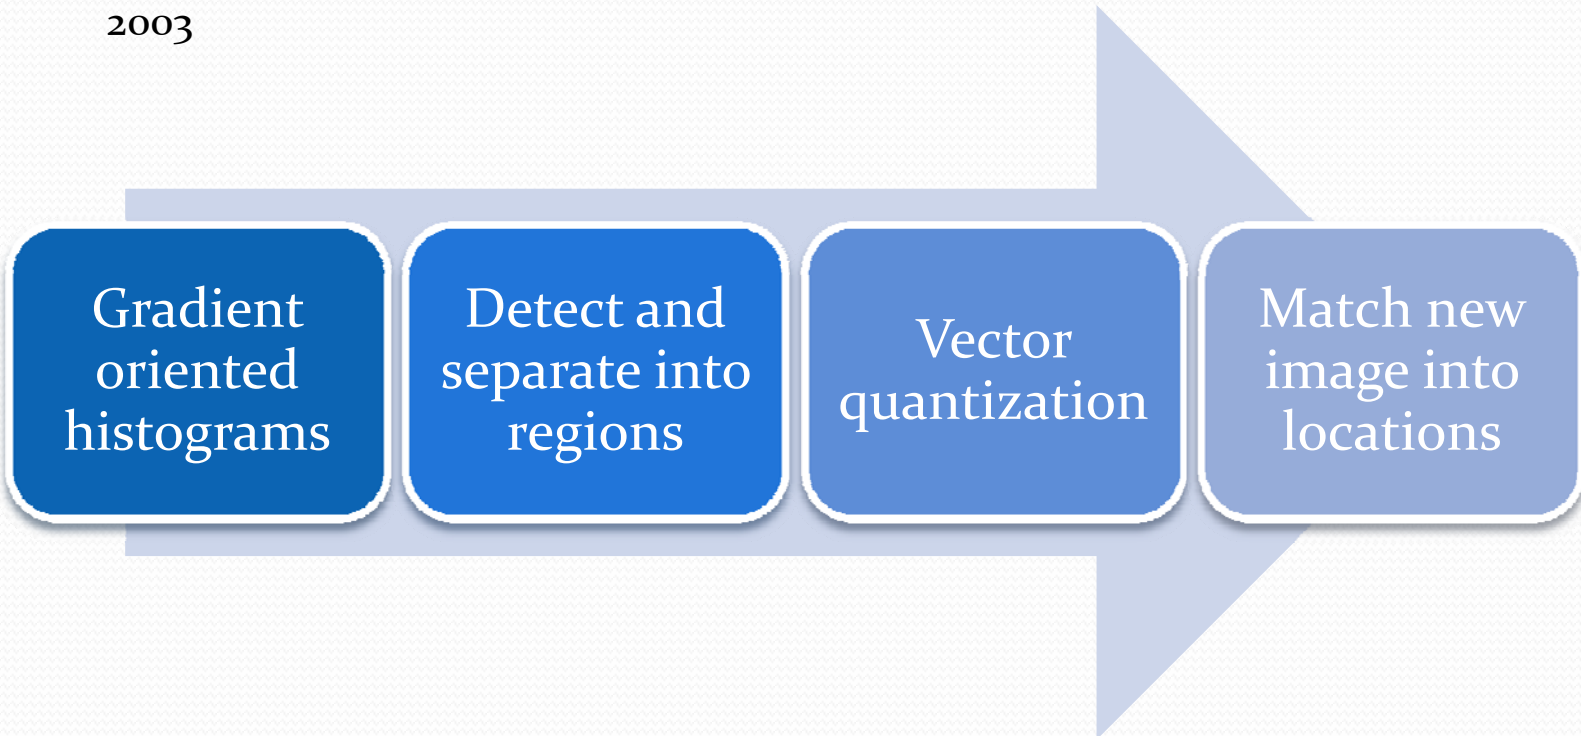 2003
Gradient
oriented
histograms
Detect and
separate into
regions
Vector
quantization
Match new
image into
locations